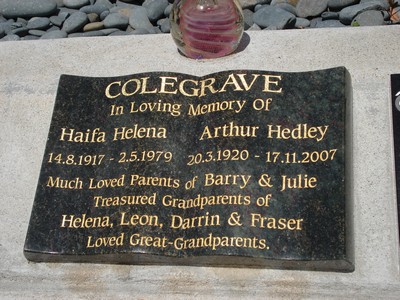 COLEGRAVE
In Loving Memory Of
Haifa Helena Arthur Hedley
14.8.1917 - 2.5.1979 20.3.1920 - 17.11.2007
Much Loved Parents of Barry & Julie
Treasured Grandparents of
Helena, Leon, Darrin & Fraser
Loved Great-Grandparents.